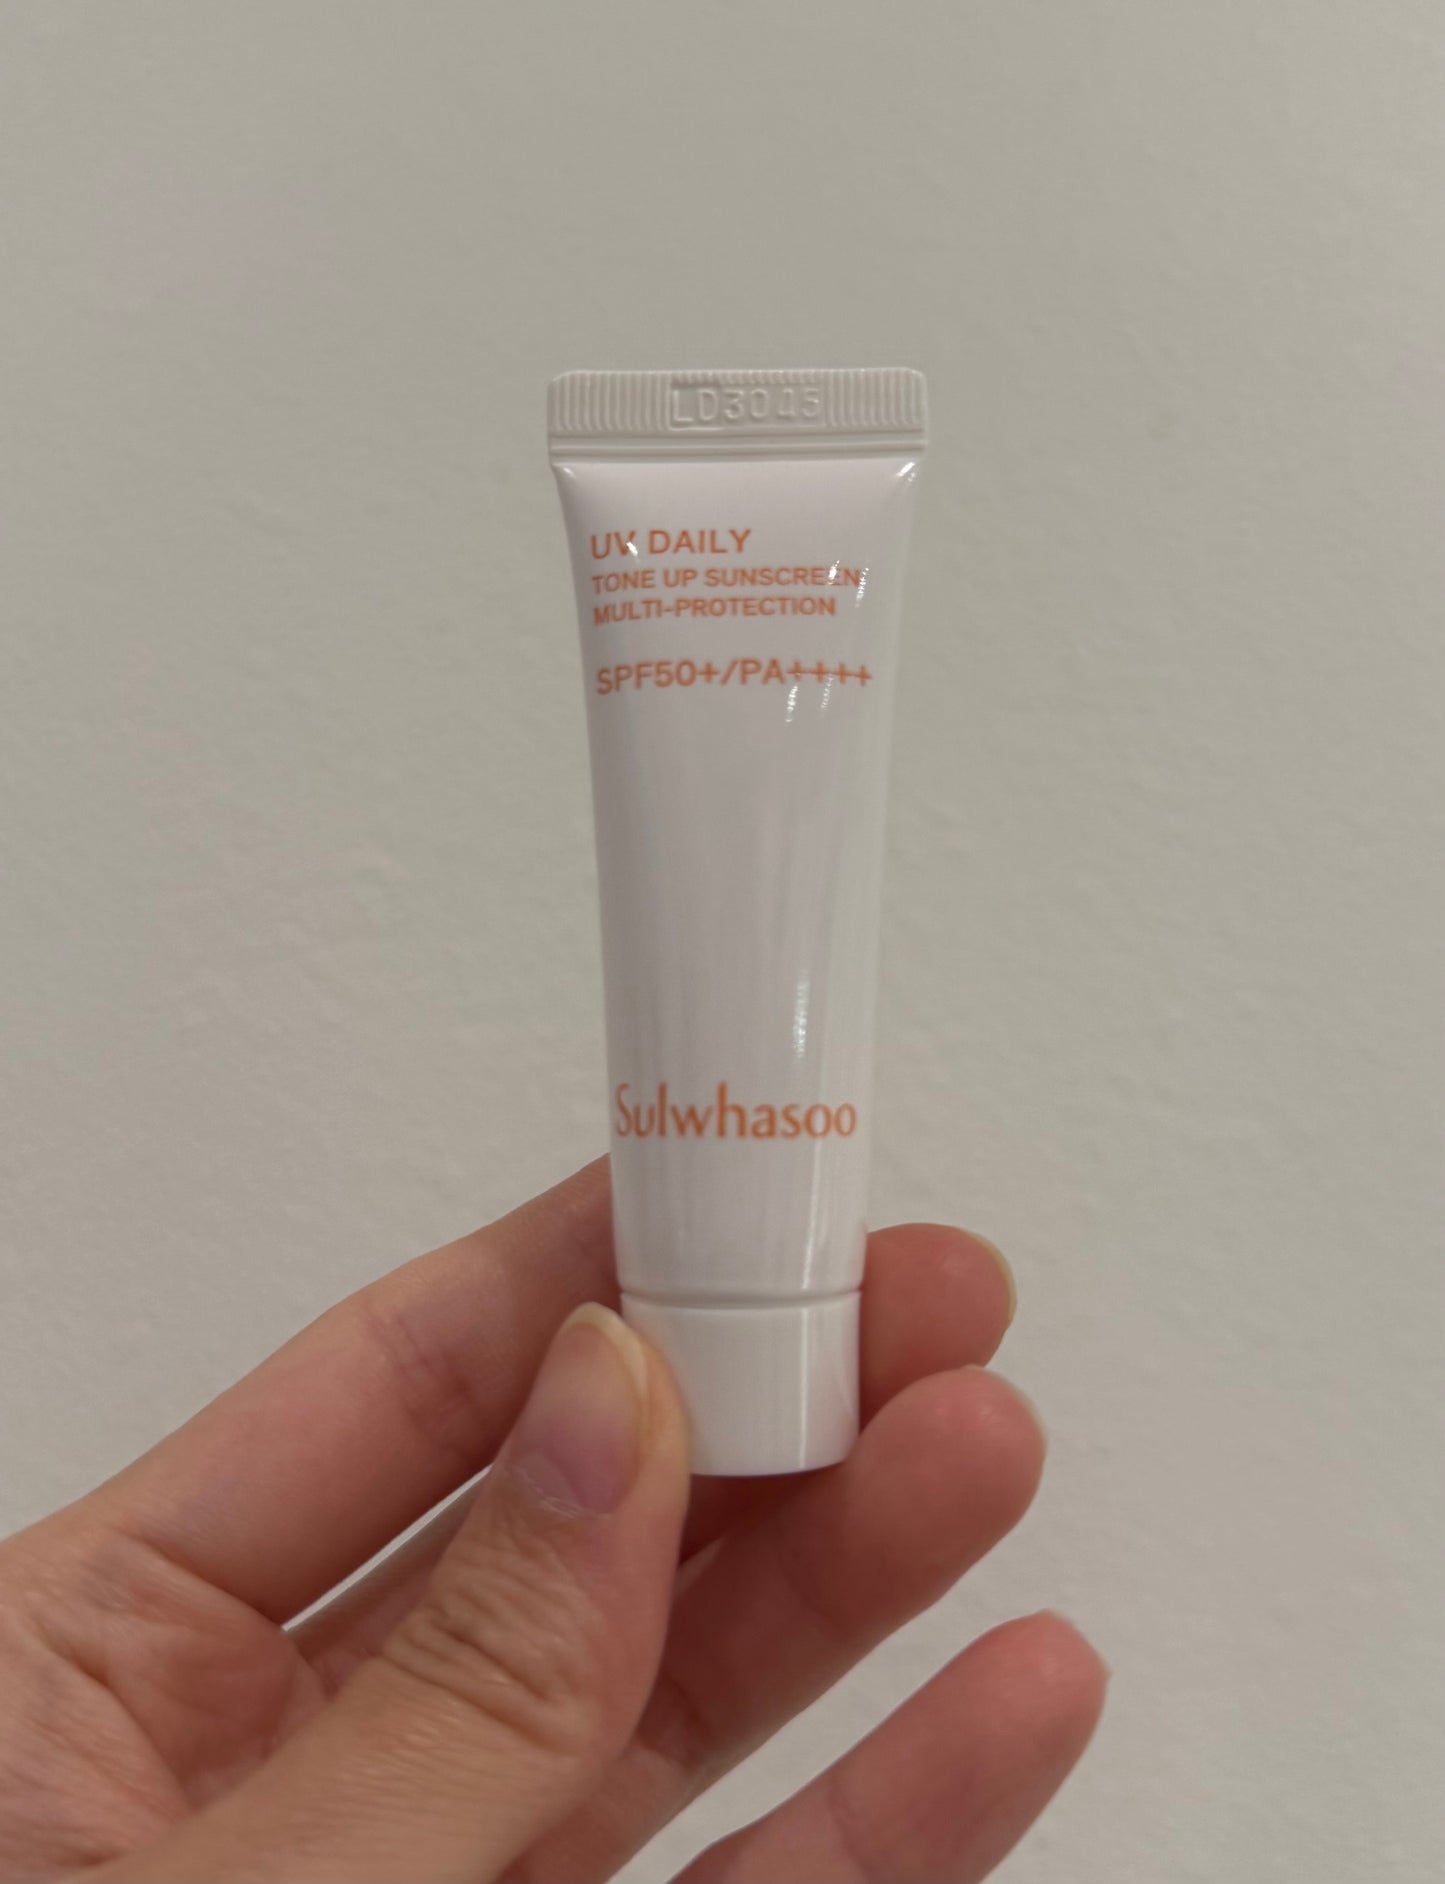 LD3045
UV DAILY
TONE UP SUNSCREEN
MULTI-PROTECTION
SPF50+/PA++++
Sulwhasoo